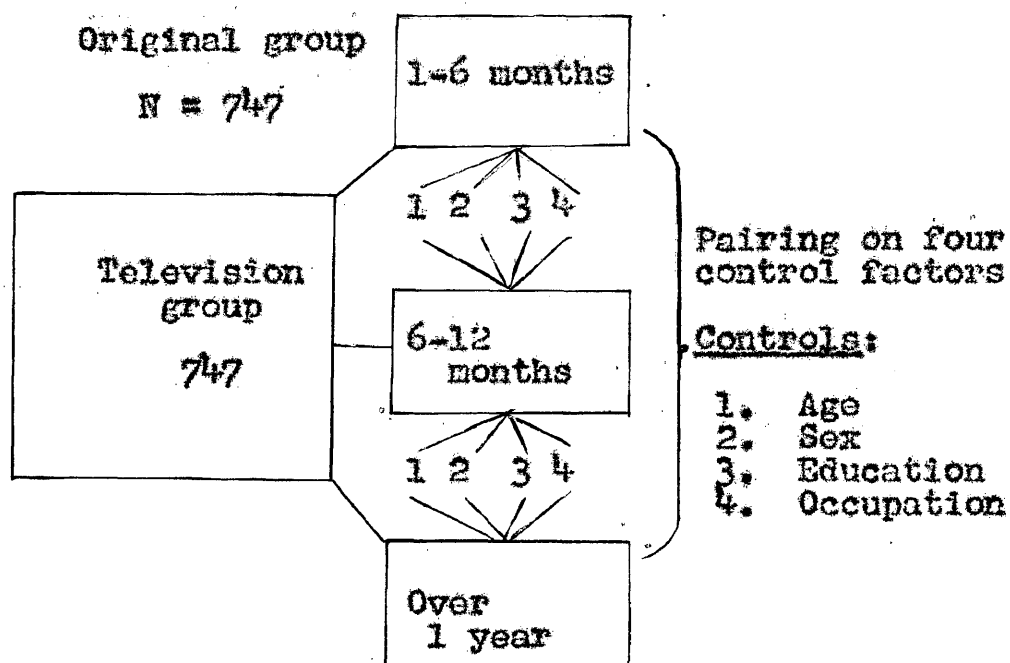 Original group
N = 747
1-6 months
1 2 3 4
Television
group
747
6-12
months
1 2 3 4
Over
1 year
Pairing on four
control factors
Controls:
1. Age
2. Sex
3. Education
4. Occupation